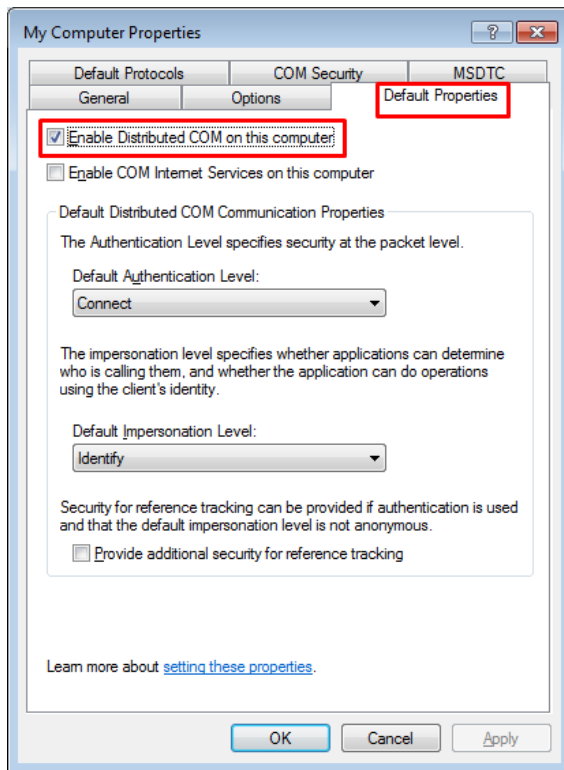 My Computer Properties
Default Protocols COM Security MSDTC
General Options Default Properties
Enable Distributed COM on this computer
Enable COM Internet Services on this computer
Default Distributed COM Communication Properties
The Authentication Level specifies security at the packet level.
Default Authentication Level:
Connect
The impersonation level specifies whether applications can determine
who is calling them, and whether the application can do operations
using the client's identity.
Default Impersonation Level:
Identify
Security for reference tracking can be provided if authentication is used
and that the default impersonation level is not anonymous.
Provide additional security for reference tracking
Learn more about setting these properties.
OK Cancel Apply